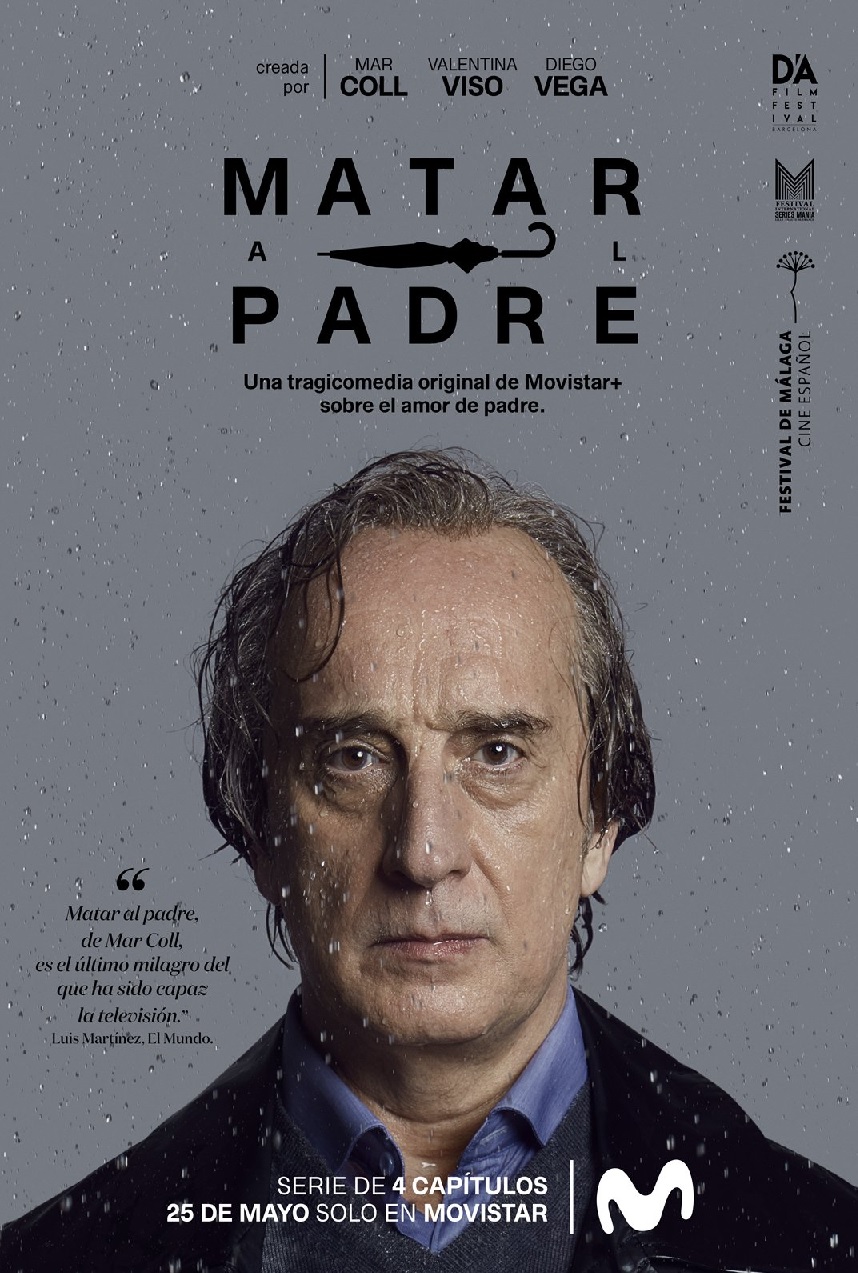 creada
por
MAR
COLL
VALENTINA
VISO
DIEGO
VEGA
D'A
FILM
FEST
IVAL
BARCELONA
FESTIVAL
SERIES MANIA
MATAR
A L
PADRE
Una tragicomedia original de Movistar+
sobre el amor de padre.
FESTIVAL DE MÁLAGA
CINE ESPAÑOL
“
Matar al padre,
de Mar Coll,
es el último milagro del
que ha sido capaz
la televisión.”
Luis Martínez, El Mundo.
SERIE DE 4 CAPÍTULOS
25 DE MAYO SOLO EN MOVISTAR